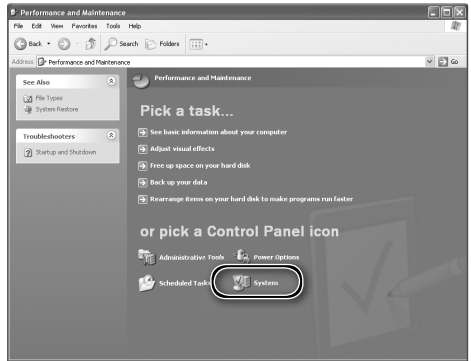 Performance and Maintenance
File Edit View Favorites Tools Help
Back Search Folders
Address Performance and Maintenance Go
See Also
File Types
System Restore
Troubleshooters
Startup and Shutdown
Performance and Maintenance
Pick a task...
See basic information about your computer
Adjust visual effects
Free up space on your hard disk
Back up your data
Rearrange items on your hard disk to make programs run faster
or pick a Control Panel icon
Administrative Tools Power Options
Scheduled Tasks System